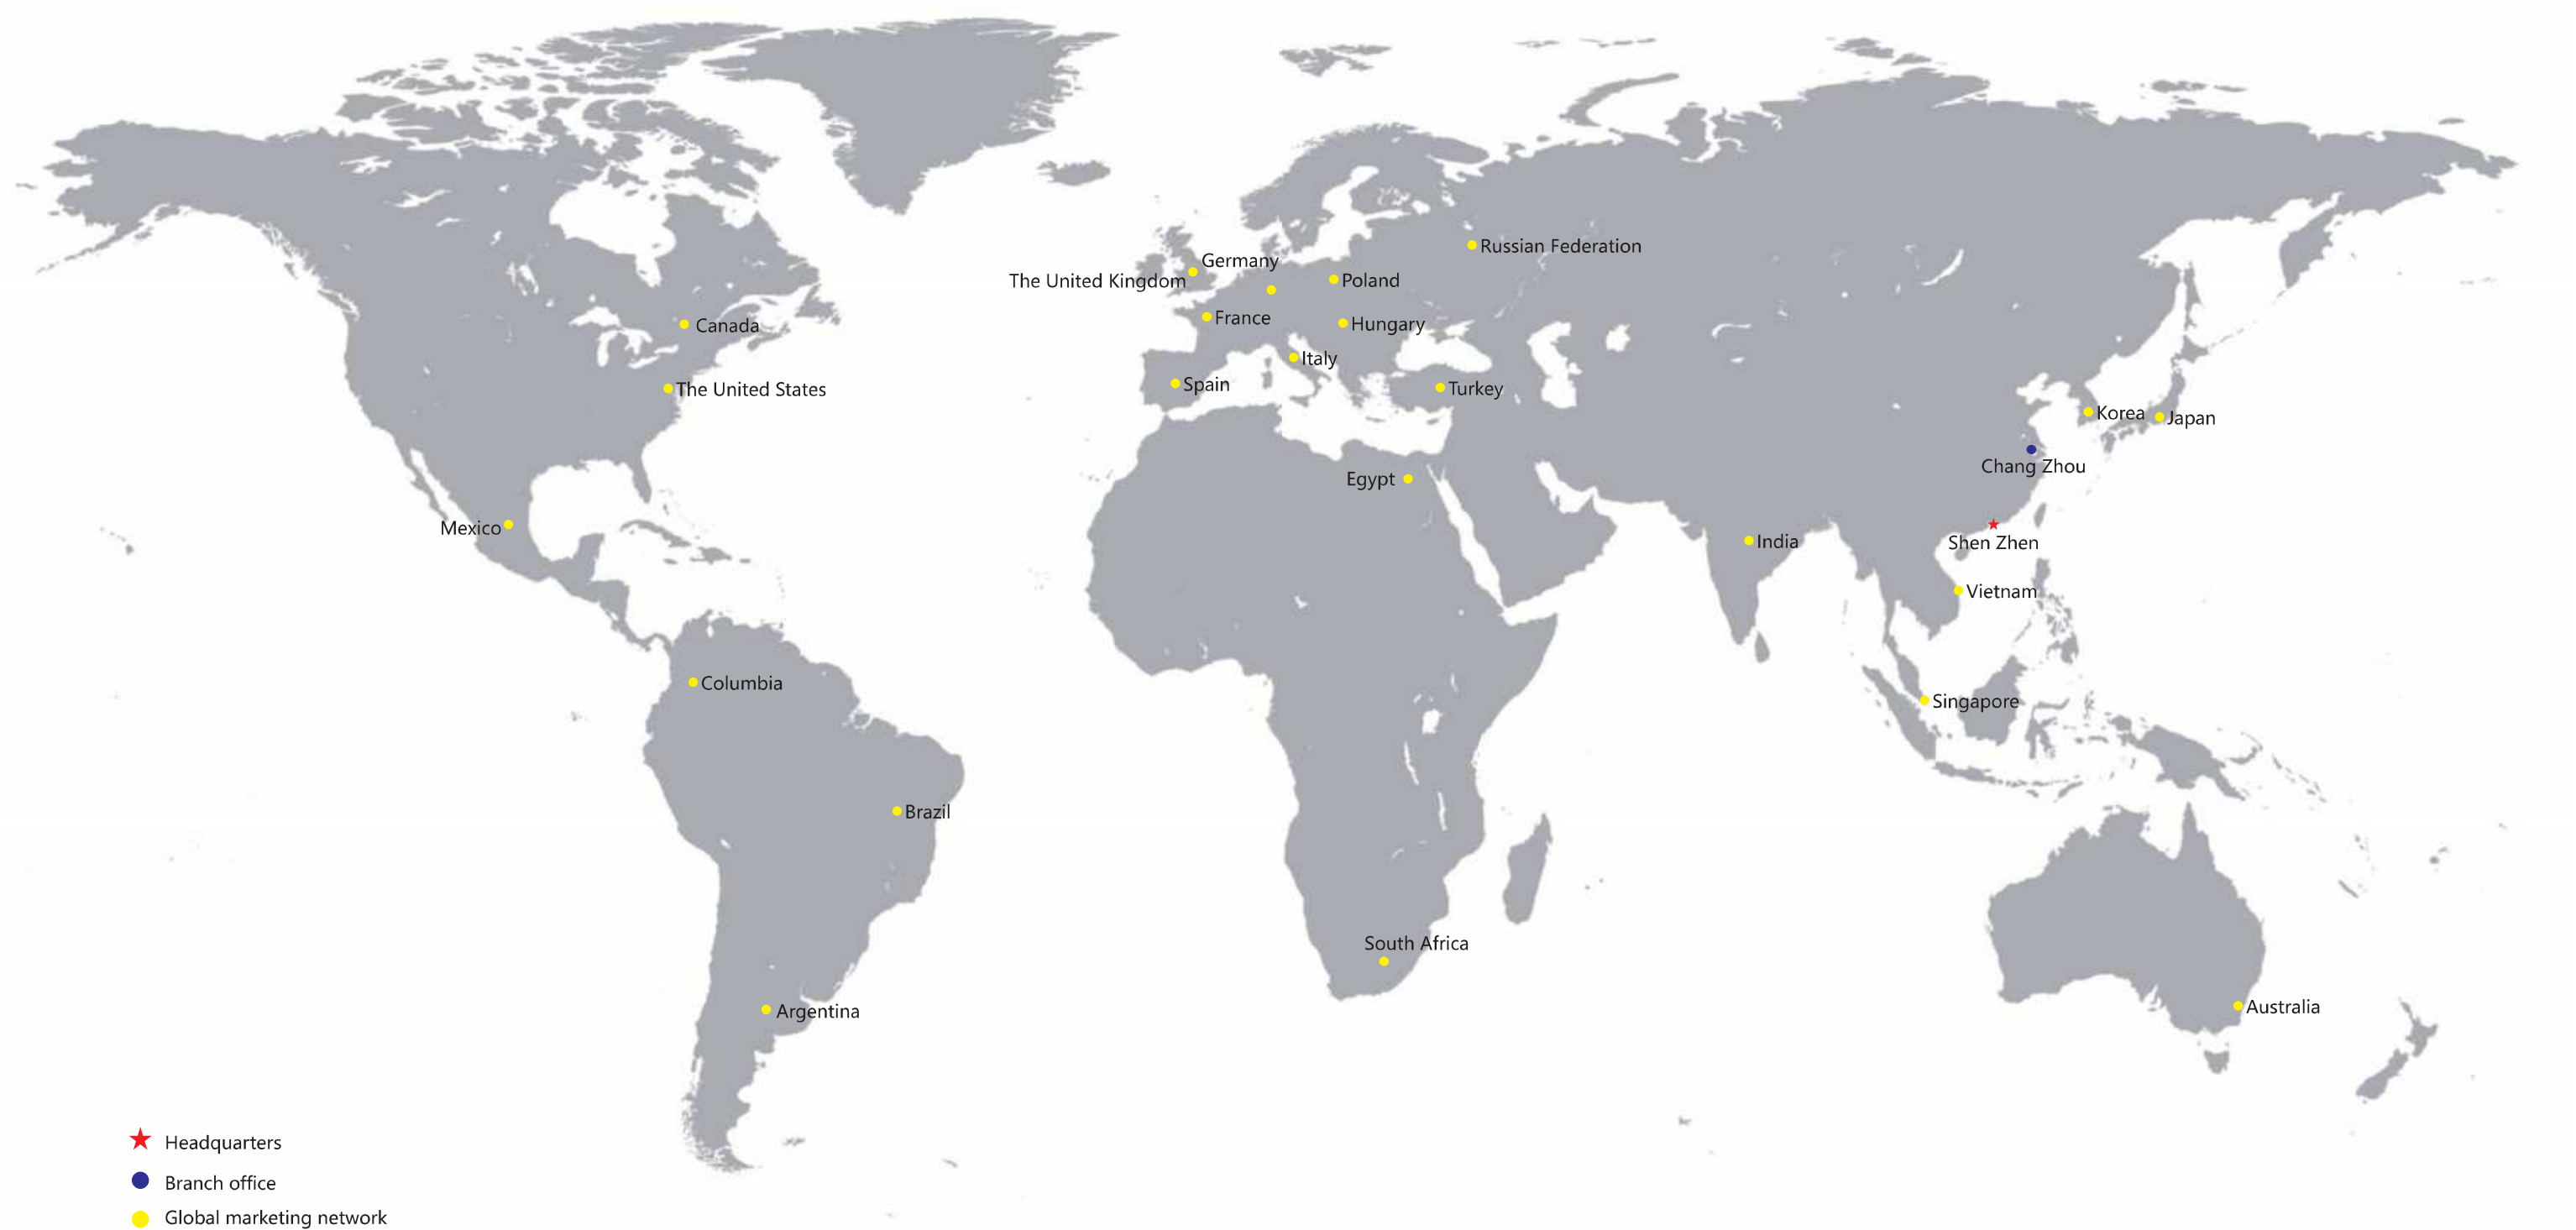 Russian Federation
Germany
The United Kingdom
Poland
France
Hungary
Canada
Italy
Spain
Turkey
The United States
Korea
Japan
Chang Zhou
Egypt
Mexico
India
Shen Zhen
Vietnam
Columbia
Singapore
Brazil
South Africa
Argentina
Australia
Headquarters
Branch office
Global marketing network